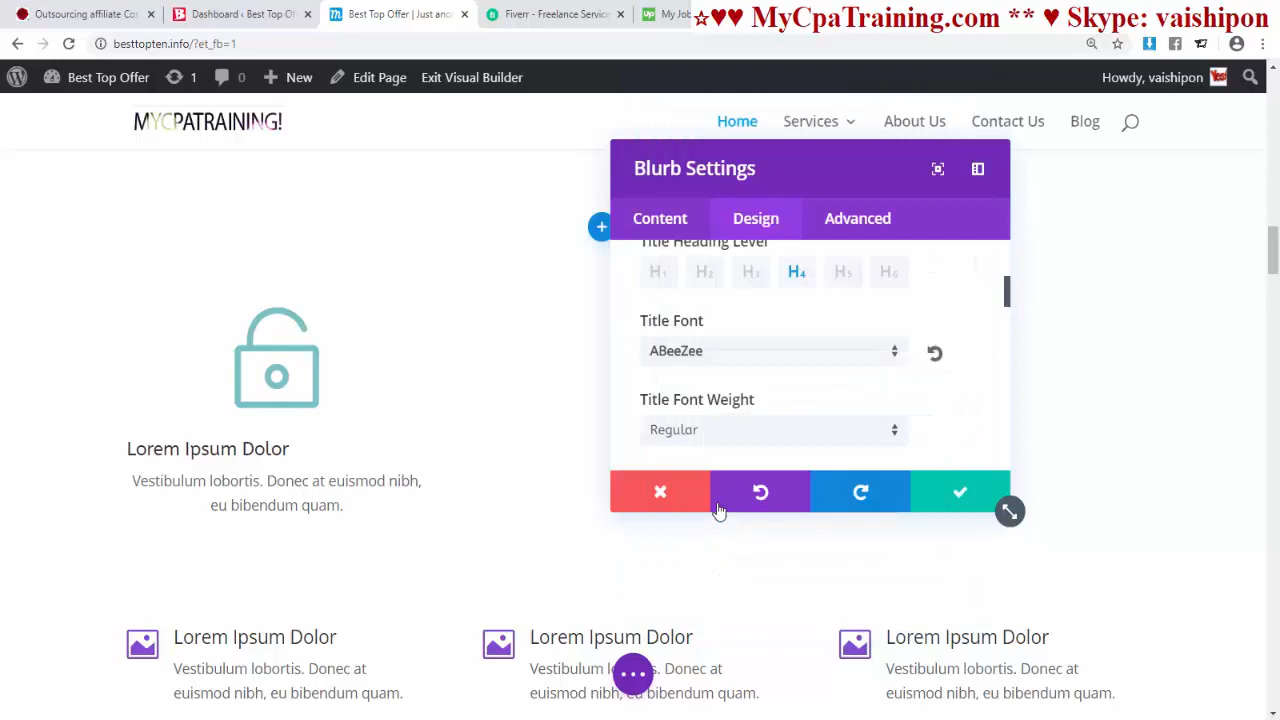 Outsourcing affiliate Cos
Dashboard ‹ Best Top Of
Best Top Offer | Just ano
Fiverr - Freelance Service
My Jo
☆♥♥ MyCpaTraining.com ** ♥ Skype: vaishipon
besttopten.info/?et_fb=1
Best Top Offer
1
0
New
Edit Page
Exit Visual Builder
Howdy, vaishipon
MYCPATRAINING!
Home
Services
About Us
Contact Us
Blog
Blurb Settings
Content
Design
Advanced
Title Heading Level
H1 H2 H3 H4 H5 H6
Title Font
ABeeZee
Title Font Weight
Regular
Lorem Ipsum Dolor
Vestibulum lobortis. Donec at euismod nibh,
eu bibendum quam.
Lorem Ipsum Dolor
Vestibulum lobortis. Donec at
euismod nibh, eu bibendum quam.
Lorem Ipsum Dolor
Vestibulum lobortis. Donec at
euismod nibh, eu bibendum quam.
Lorem Ipsum Dolor
Vestibulum lobortis. Donec at
euismod nibh, eu bibendum quam.